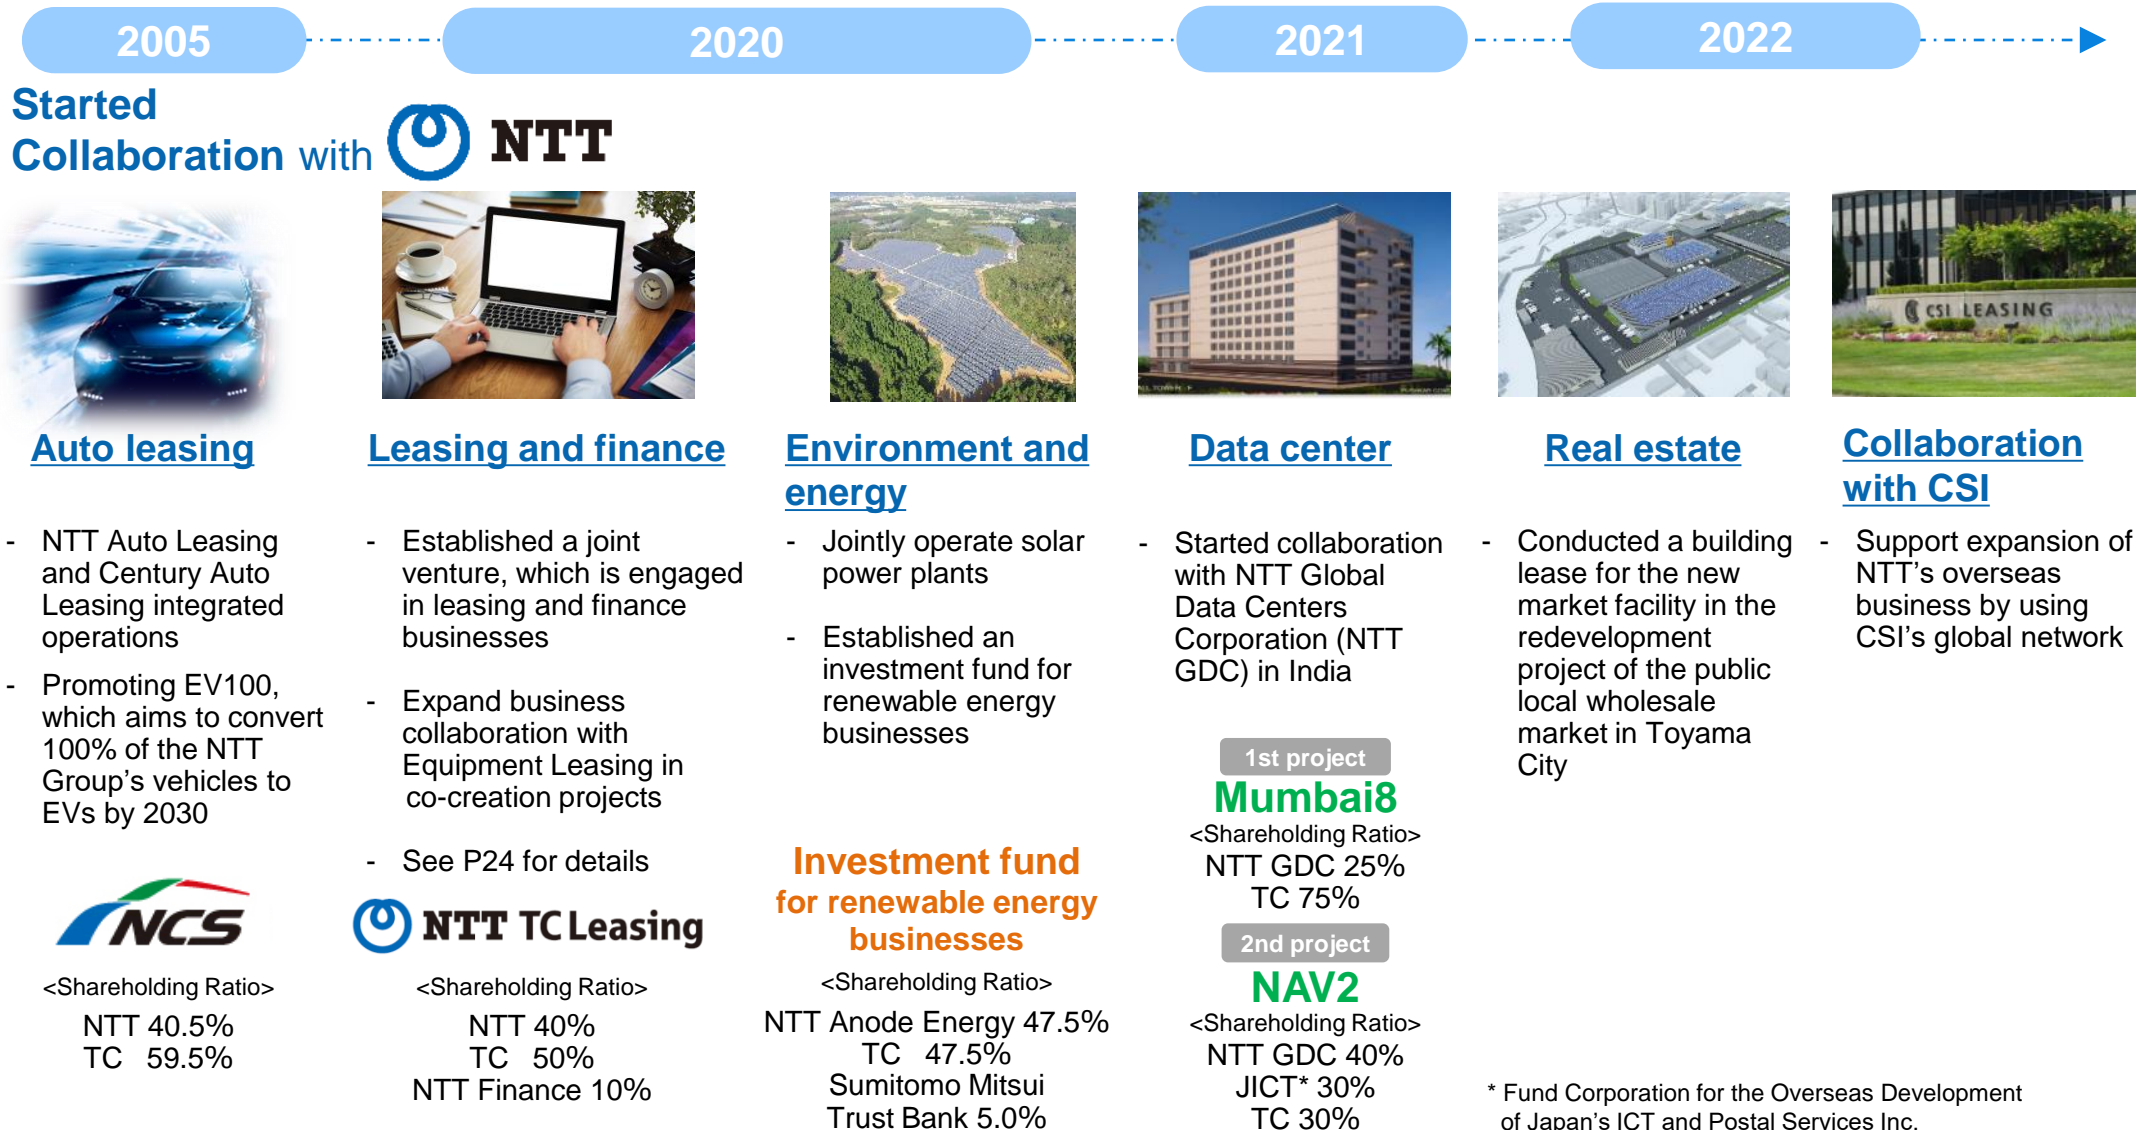 2005
2020
2021
2022
Started
Collaboration with
NTT
CSI LEASING
Auto leasing
- NTT Auto Leasing
and Century Auto
Leasing integrated
operations
- Promoting EV100,
which aims to convert
100% of the NTT
Group's vehicles to
EVs by 2030
NCS
<Shareholding Ratio>
NTT 40.5%
TC 59.5%
Leasing and finance
- Established a joint
venture, which is engaged
in leasing and finance
businesses
- Expand business
collaboration with
Equipment Leasing in
co-creation projects
- See P24 for details
NTT TC Leasing
<Shareholding Ratio>
NTT 40%
TC 50%
NTT Finance 10%
Environment and
energy
- Jointly operate solar
power plants
- Established an
investment fund for
renewable energy
businesses
Investment fund
for renewable energy
businesses
<Shareholding Ratio>
NTT Anode Energy 47.5%
TC 47.5%
Sumitomo Mitsui
Trust Bank 5.0%
Data center
- Started collaboration
with NTT Global
Data Centers
Corporation (NTT
GDC) in India
1st project
Mumbai8
<Shareholding Ratio>
NTT GDC 25%
TC 75%
2nd project
NAV2
<Shareholding Ratio>
NTT GDC 40%
JICT* 30%
TC 30%
Real estate
- Conducted a building
lease for the new
market facility in the
redevelopment
project of the public
local wholesale
market in Toyama
City
Collaboration
with CSI
- Support expansion of
NTT's overseas
business by using
CSI's global network
* Fund Corporation for the Overseas Development
of Japan's ICT and Postal Services Inc.